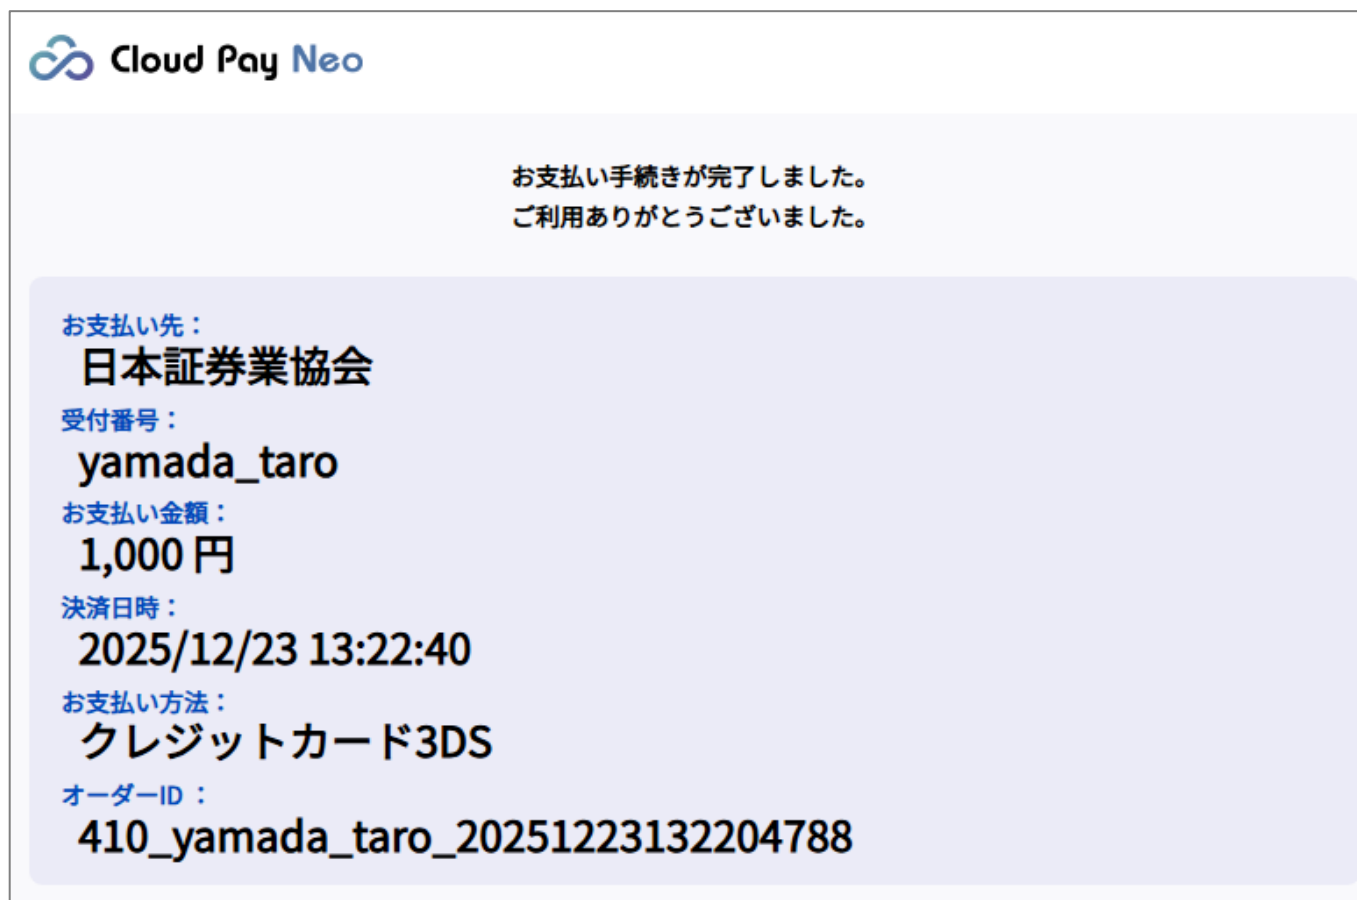 Cloud Pay Neo
お支払い手続きが完了しました。
ご利用ありがとうございました。
お支払い先：
日本証券業協会
受付番号：
yamada_taro
お支払い金額：
1,000 円
決済日時：
2025/12/23 13:22:40
お支払い方法：
クレジットカード3DS
オーダーID ：
410_yamada_taro_20251223132204788